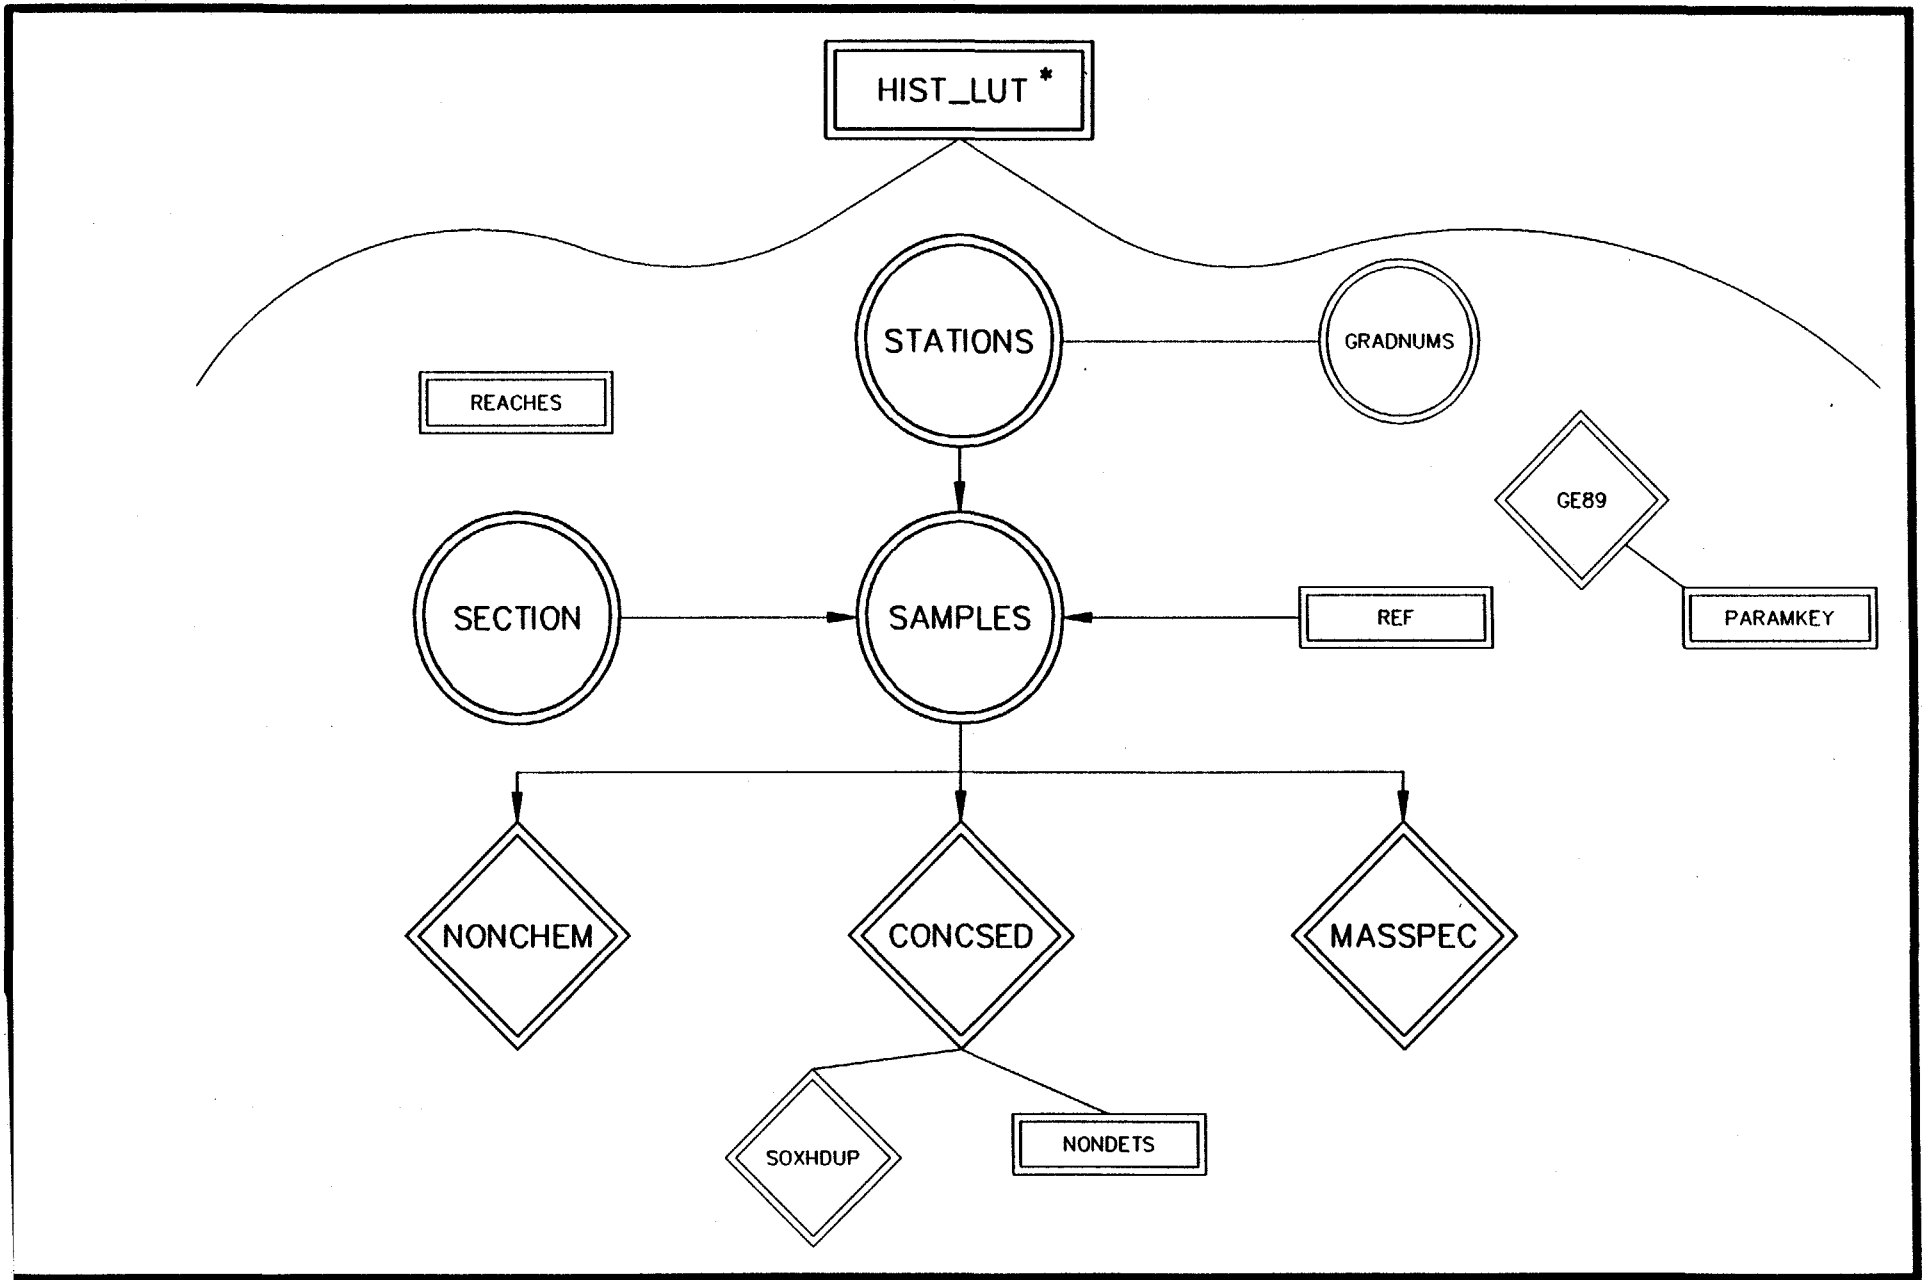 HIST_LUT *
STATIONS
GRADNUMS
REACHES
GE89
SECTION
SAMPLES
REF
PARAMKEY
NONCHEM
CONCSED
MASSPEC
SOXHDUP
NONDETS